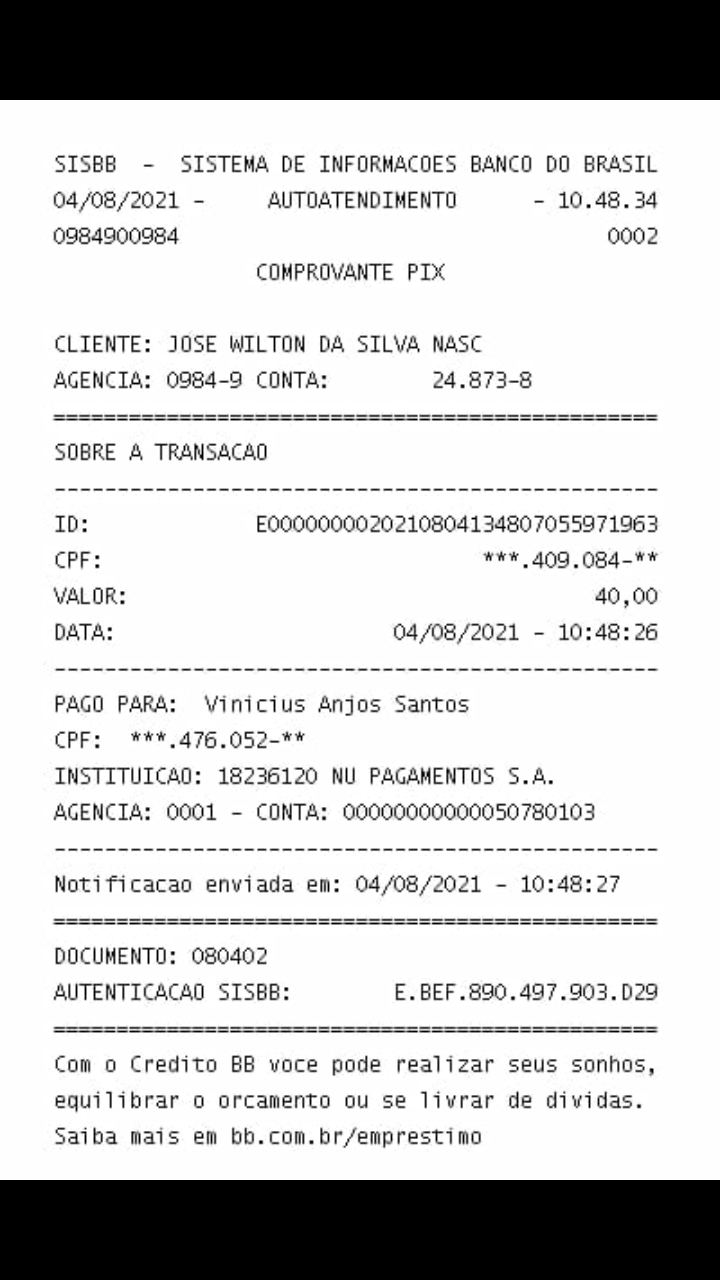 SISBB - SISTEMA DE INFORMACOES BANCO DO BRASIL
04/08/2021 - AUTOATENDIMENTO - 10.48.34
0984900984 0002
COMPROVANTE PIX
CLIENTE: JOSE WILTON DA SILVA NASC
AGENCIA: 0984-9 CONTA: 24.873-8
================================================
SOBRE A TRANSACAO
------------------------------------------------
ID: E0000000020210804134807055971963
CPF: ***.409.084-**
VALOR: 40,00
DATA: 04/08/2021 - 10:48:26
------------------------------------------------
PAGO PARA: Vinicius Anjos Santos
CPF: ***.476.052-**
INSTITUICAO: 18236120 NU PAGAMENTOS S.A.
AGENCIA: 0001 - CONTA: 00000000000050780103
------------------------------------------------
Notificacao enviada em: 04/08/2021 - 10:48:27
================================================
DOCUMENTO: 080402
AUTENTICACAO SISBB: E.BEF.890.497.903.D29
================================================
Com o Credito BB voce pode realizar seus sonhos,
equilibrar o orcamento ou se livrar de dividas.
Saiba mais em bb.com.br/emprestimo